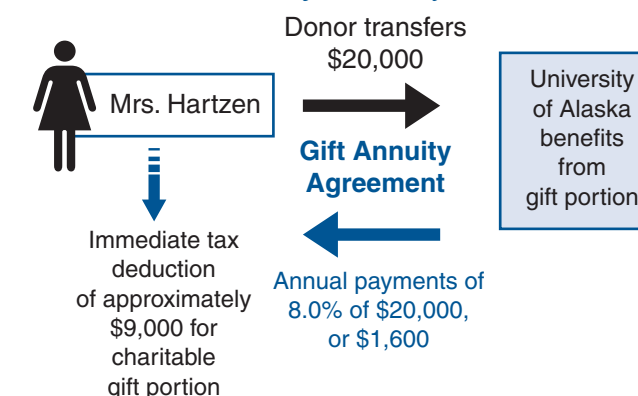 Donor transfers
$20,000
Mrs. Hartzen
Gift Annuity
Agreement
University
of Alaska
benefits
from
gift portion
Immediate tax
deduction
of approximately
$9,000 for
charitable
gift portion
Annual payments of
8.0% of $20,000,
or $1,600